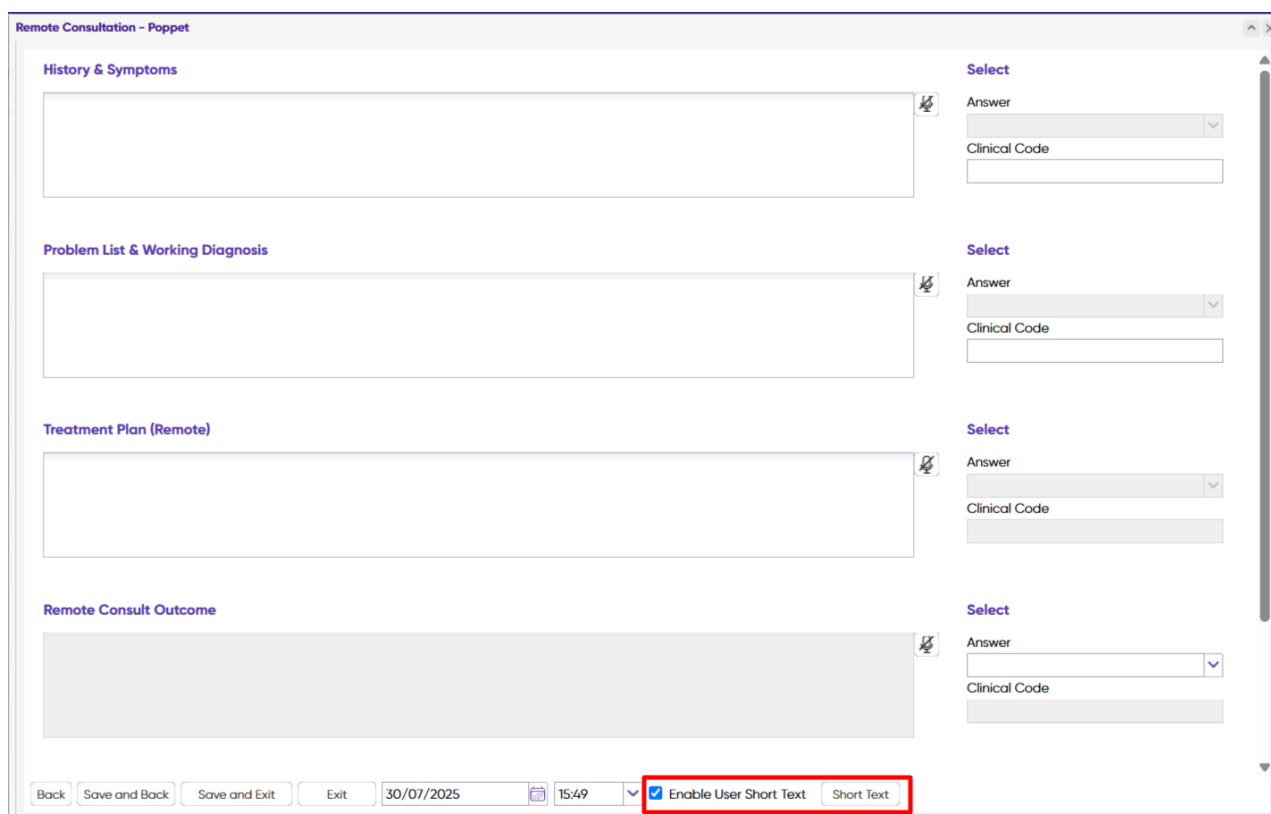 Remote Consultation - Poppet
History & Symptoms
Select
Answer
Clinical Code
Problem List & Working Diagnosis
Select
Answer
Clinical Code
Treatment Plan (Remote)
Select
Answer
Clinical Code
Remote Consult Outcome
Select
Answer
Clinical Code
Back Save and Back Save and Exit Exit 30/07/2025 15:49 Enable User Short Text Short Text